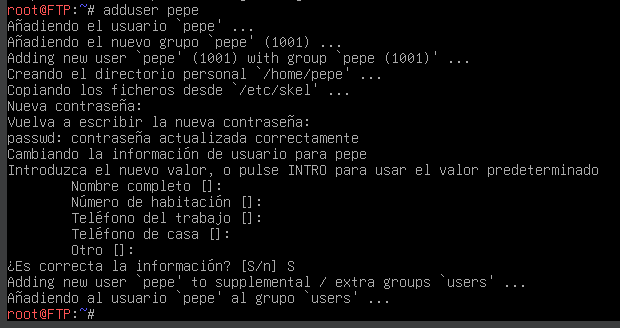 root@FTP:~# adduser pepe
Añadiendo el usuario `pepe' ...
Añadiendo el nuevo grupo `pepe' (1001) ...
Adding new user `pepe' (1001) with group `pepe (1001)' ...
Creando el directorio personal `/home/pepe' ...
Copiando los ficheros desde `/etc/skel' ...
Nueva contraseña:
Vuelva a escribir la nueva contraseña:
passwd: contraseña actualizada correctamente
Cambiando la información de usuario para pepe
Introduzca el nuevo valor, o pulse INTRO para usar el valor predeterminado
Nombre completo []:
Número de habitación []:
Teléfono del trabajo []:
Teléfono de casa []:
Otro []:
¿Es correcta la información? [S/n] S
Adding new user `pepe' to supplemental / extra groups `users' ...
Añadiendo al usuario `pepe' al grupo `users' ...
root@FTP:~#